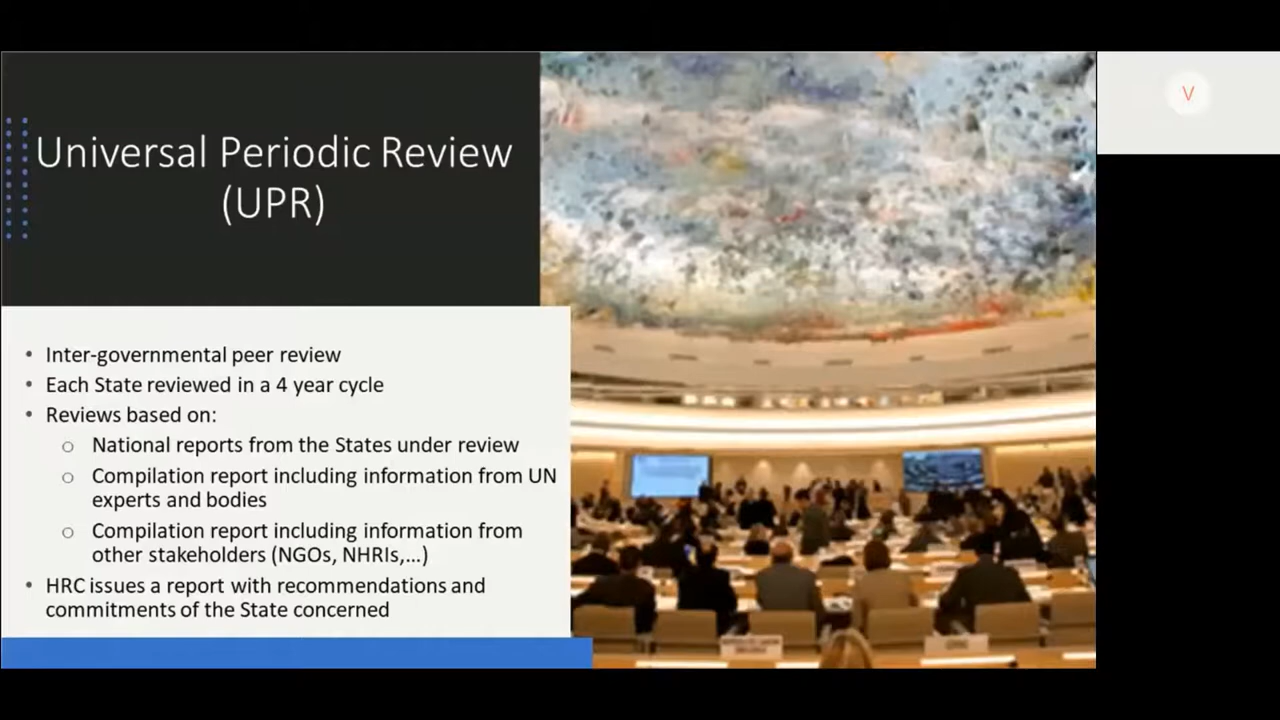 Universal Periodic Review
(UPR)
• Inter-governmental peer review
• Each State reviewed in a 4 year cycle
• Reviews based on:
o National reports from the States under review
o Compilation report including information from UN
experts and bodies
o Compilation report including information from
other stakeholders (NGOs, NHRIs,...)
• HRC issues a report with recommendations and
commitments of the State concerned
V